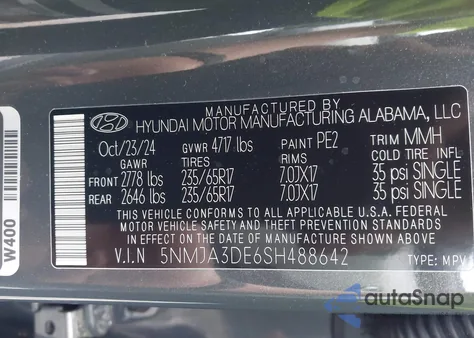 MANUFACTURED BY
HYUNDAI MOTOR MANUFACTURING ALABAMA, LLC
Oct/23/24 GVWR 4717 lbs PAINT PE2 TRIM MMH
GAWR TIRES RIMS COLD TIRE INFL
FRONT 2778 lbs 235/65R17 7.0JX17 35 psi SINGLE
REAR 2646 lbs 235/65R17 7.0JX17 35 psi SINGLE
THIS VEHICLE CONFORMS TO ALL APPLICABLE U.S.A. FEDERAL
MOTOR VEHICLE SAFETY AND THEFT PREVENTION STANDARDS
IN EFFECT ON THE DATE OF MANUFACTURE SHOWN ABOVE.
V.I.N 5NMJA3DE6SH488642 TYPE: MPV
W400
autoSnap